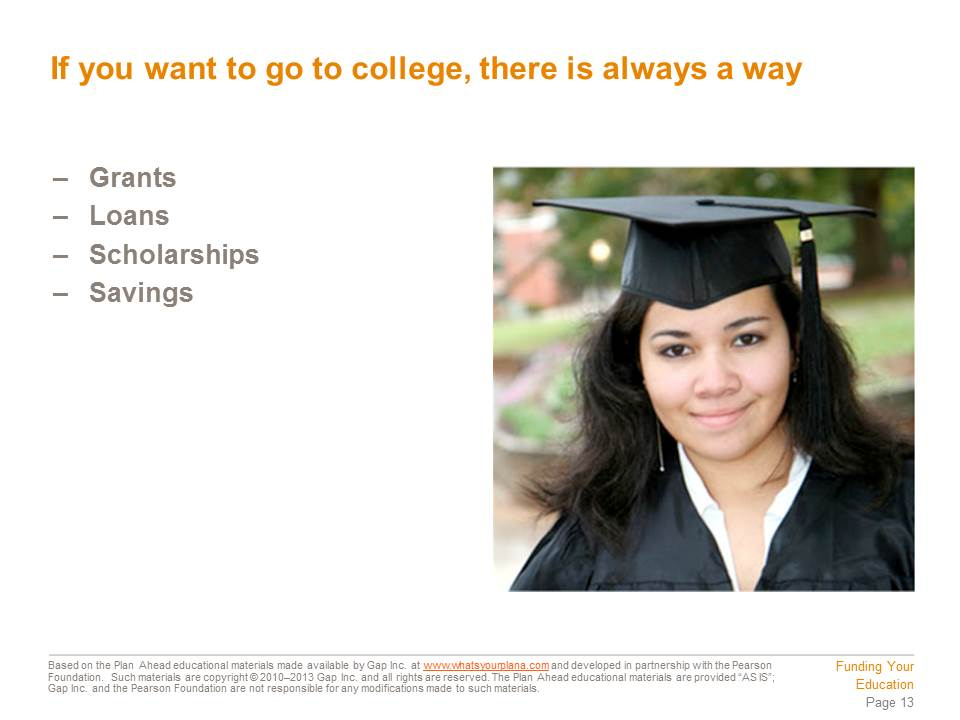 If you want to go to college, there is always a way
– Grants
– Loans
– Scholarships
– Savings
Based on the Plan Ahead educational materials made available by Gap Inc. at www.whatsyourplana.com and developed in partnership with the Pearson
Foundation. Such materials are copyright © 2010–2013 Gap Inc. and all rights are reserved. The Plan Ahead educational materials are provided “AS IS”;
Gap Inc. and the Pearson Foundation are not responsible for any modifications made to such materials.
Funding Your
Education
Page 13